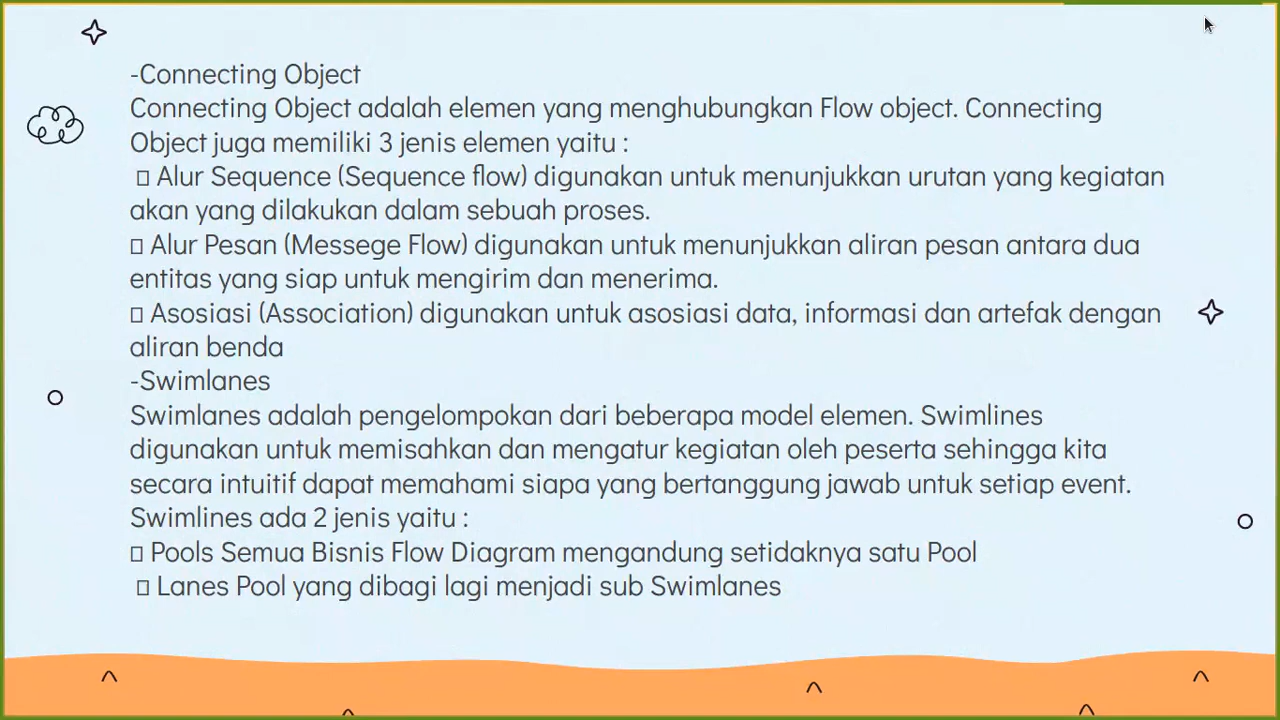 -Connecting Object
Connecting Object adalah elemen yang menghubungkan Flow object. Connecting
Object juga memiliki 3 jenis elemen yaitu :
 Alur Sequence (Sequence flow) digunakan untuk menunjukkan urutan yang kegiatan
akan yang dilakukan dalam sebuah proses.
 Alur Pesan (Messege Flow) digunakan untuk menunjukkan aliran pesan antara dua
entitas yang siap untuk mengirim dan menerima.
 Asosiasi (Association) digunakan untuk asosiasi data, informasi dan artefak dengan
aliran benda
-Swimlanes
Swimlanes adalah pengelompokan dari beberapa model elemen. Swimlines
digunakan untuk memisahkan dan mengatur kegiatan oleh peserta sehingga kita
secara intuitif dapat memahami siapa yang bertanggung jawab untuk setiap event.
Swimlines ada 2 jenis yaitu :
 Pools Semua Bisnis Flow Diagram mengandung setidaknya satu Pool
 Lanes Pool yang dibagi lagi menjadi sub Swimlanes